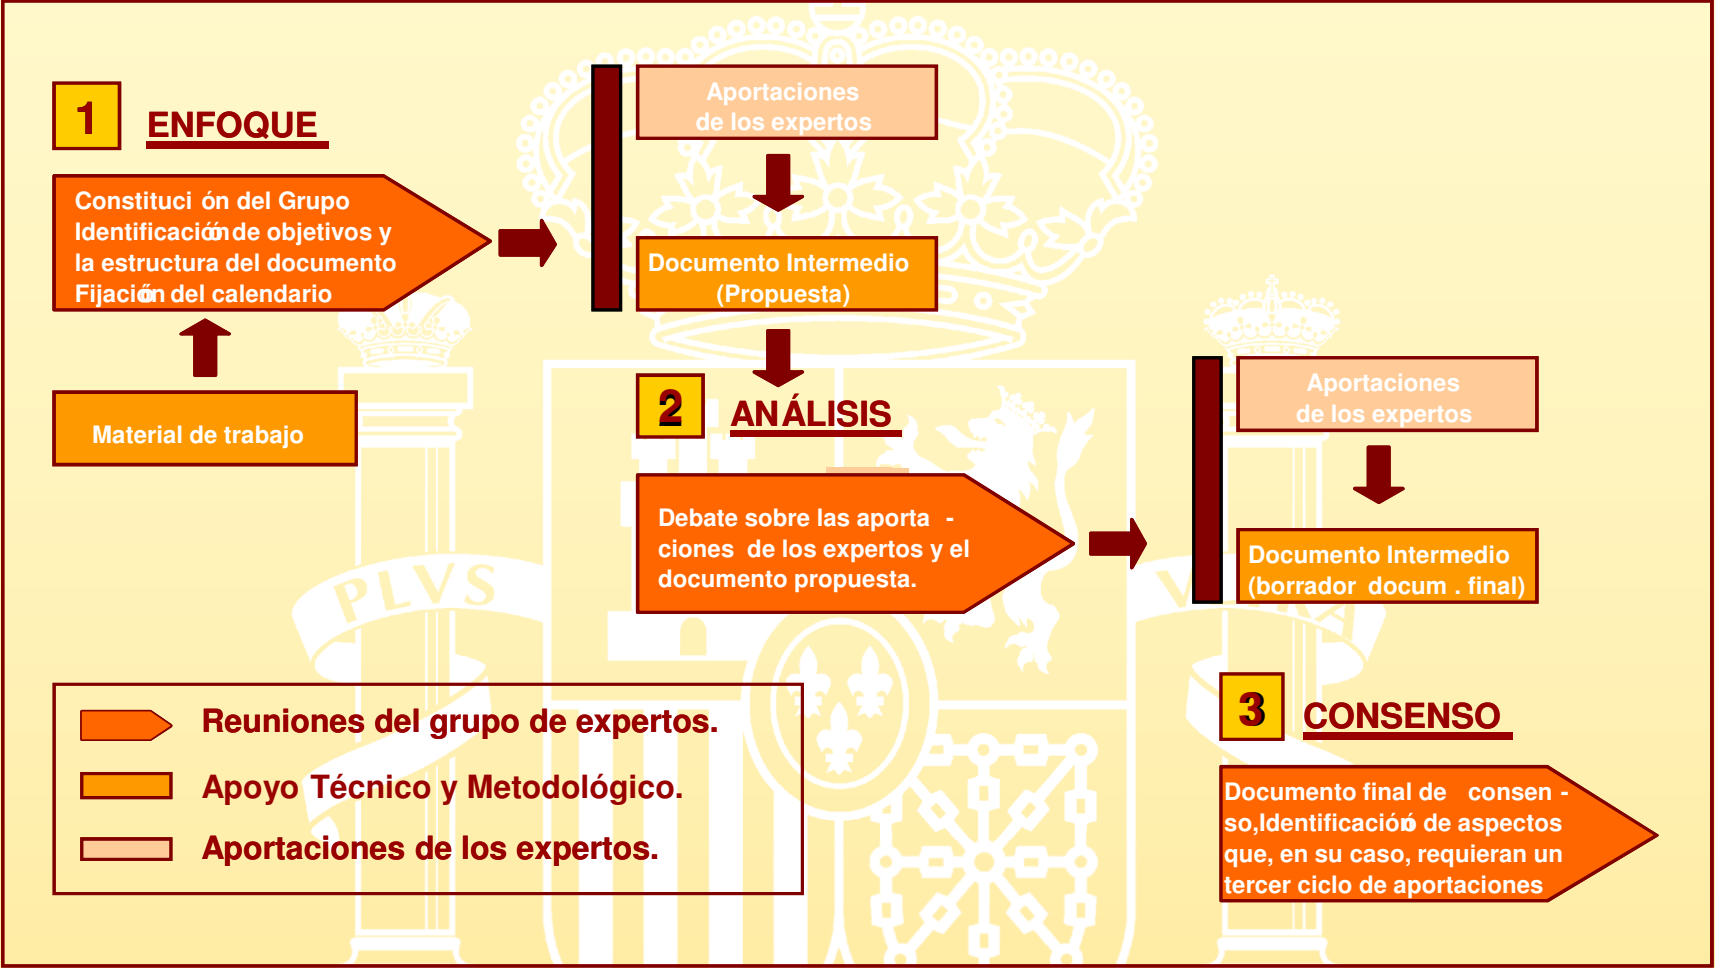 1
ENFOQUE
Constituci ón del Grupo
Identificación de objetivos y
la estructura del documento
Fijación del calendario
Material de trabajo
Aportaciones
de los expertos
Documento Intermedio
(Propuesta)
2
ANÁLISIS
Debate sobre las aporta -
ciones de los expertos y el
documento propuesta.
Aportaciones
de los expertos
Documento Intermedio
(borrador docum . final)
3
CONSENSO
Documento final de consen -
so,Identificación de aspectos
que, en su caso, requieran un
tercer ciclo de aportaciones
Reuniones del grupo de expertos.
Apoyo Técnico y Metodológico.
Aportaciones de los expertos.
PLVS